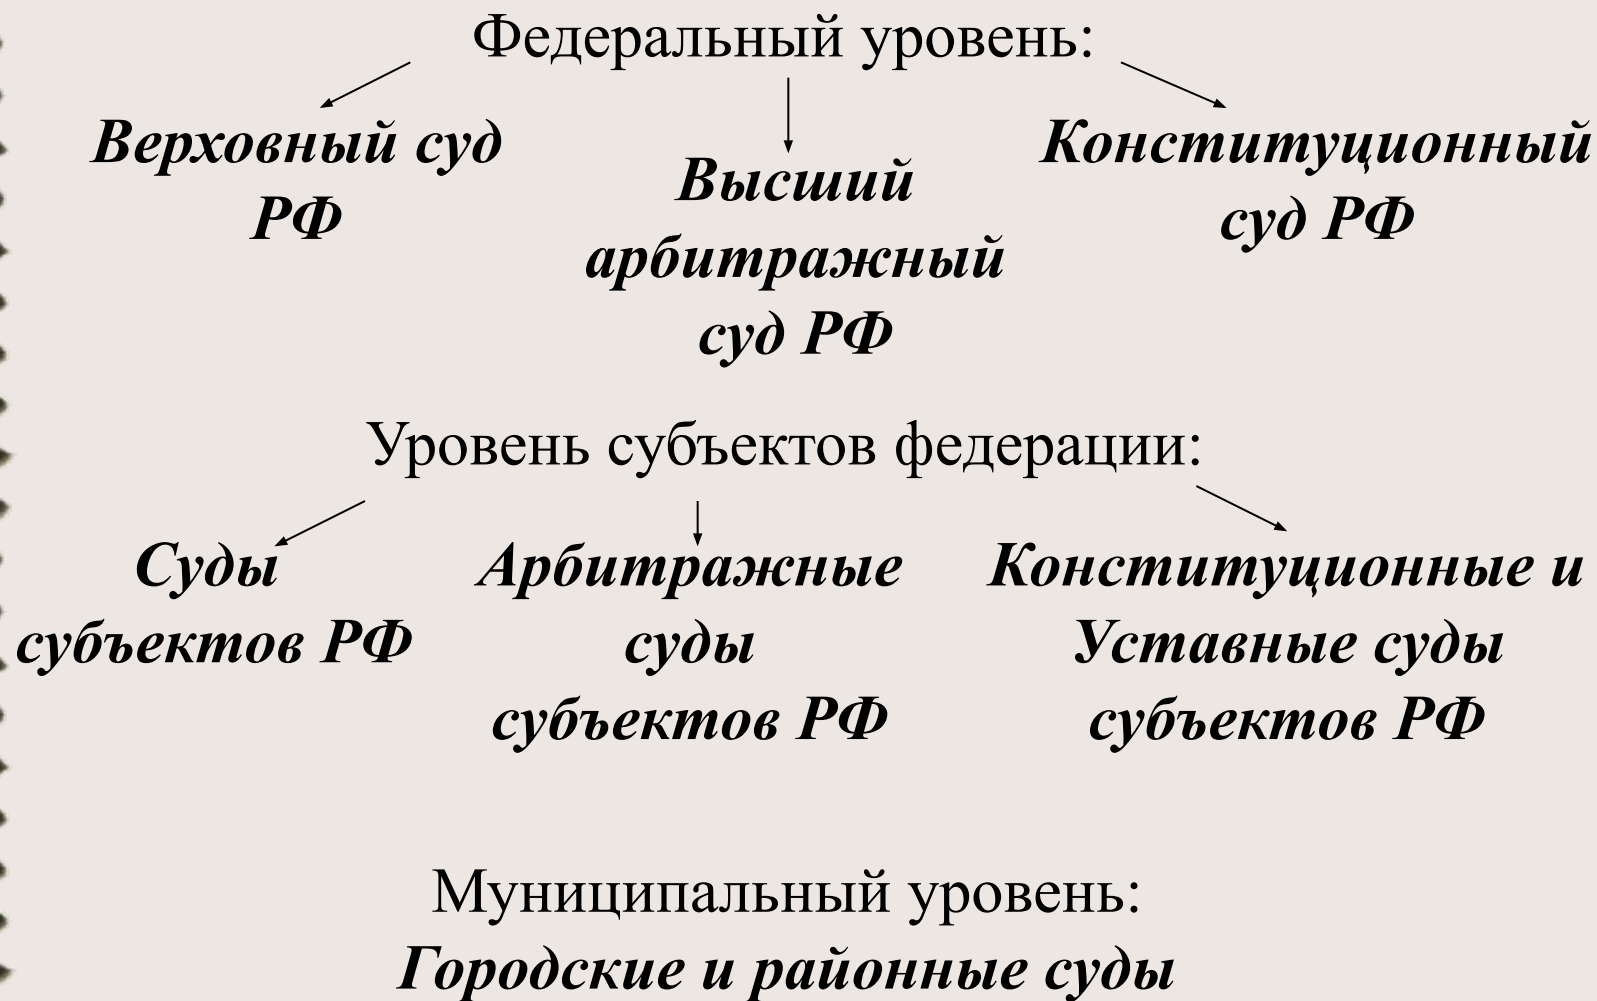 Федеральный уровень:
Верховный суд
РФ
Высший
арбитражный
суд РФ
Конституционный
суд РФ
Уровень субъектов федерации:
Суды
субъектов РФ
Арбитражные
суды
субъектов РФ
Конституционные и
Уставные суды
субъектов РФ
Муниципальный уровень:
Городские и районные суды